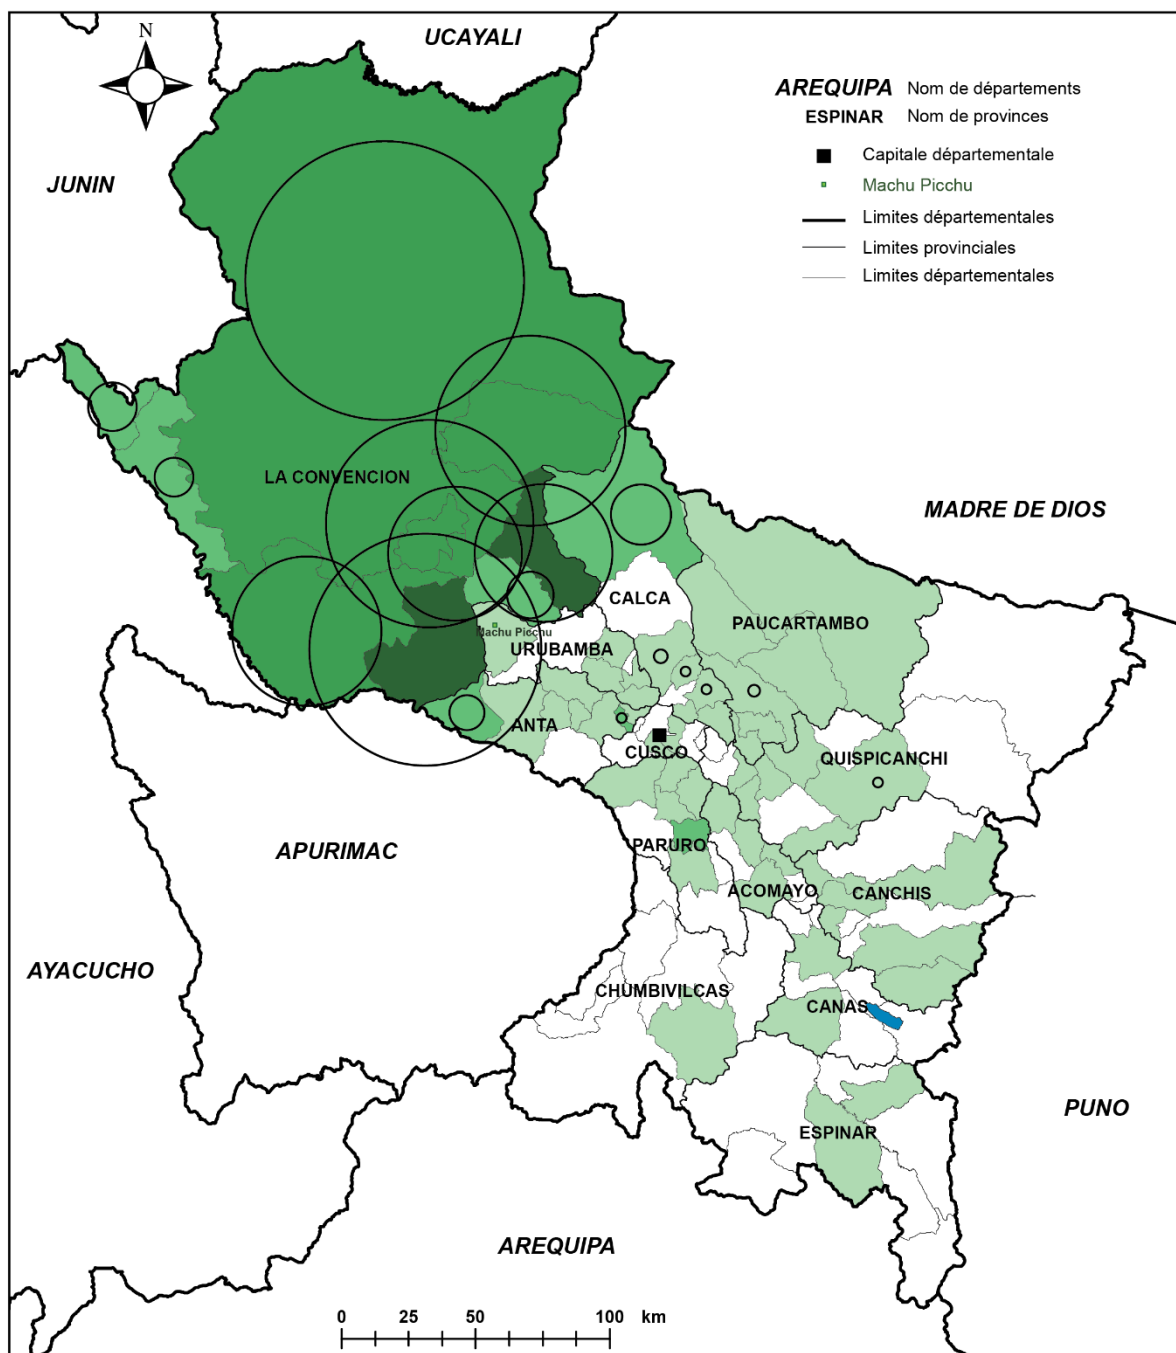 UCAYALI
N
AREQUIPA Nom de départements
ESPINAR Nom de provinces
Capitale départementale
Machu Picchu
Limites départementales
Limites provinciales
Limites départementales
JUNIN
LA CONVENCION
MADRE DE DIOS
CALCA
PAUCARTAMBO
Machu Picchu
URUBAMBA
ANTA
CUSCO
QUISPICANCHI
PARURO
APURIMAC
ACOMAYO
CANCHIS
AYACUCHO
CHUMBIVILCAS
CANAS
PUNO
ESPINAR
AREQUIPA
0 25 50 100 km